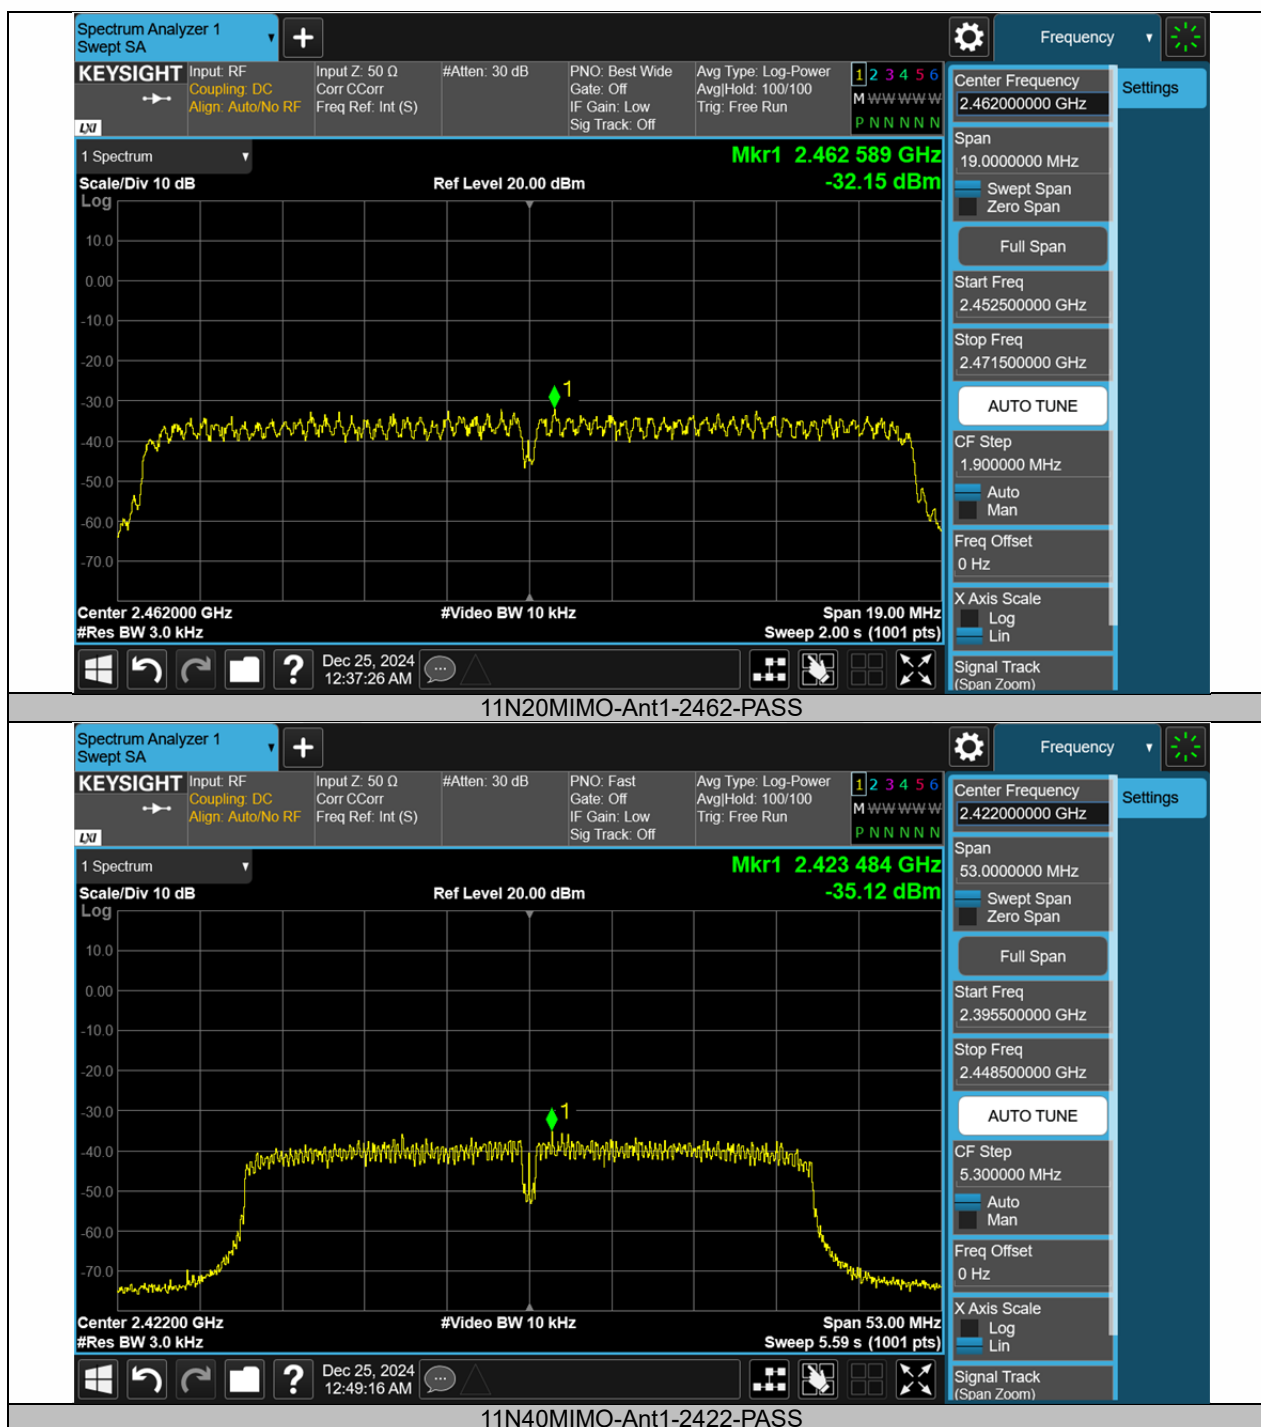 Spectrum Analyzer 1
Swept SA
+
Frequency
KEYSIGHT
LXI
Input: RF
Coupling: DC
Align: Auto/No RF
Input Z: 50 Ω
Corr CCorr
Freq Ref: Int (S)
#Atten: 30 dB
PNO: Best Wide
Gate: Off
IF Gain: Low
Sig Track: Off
Avg Type: Log-Power
Avg|Hold: 100/100
Trig: Free Run
1 2 3 4 5 6
M W W W W W
P N N N N N
1 Spectrum
Scale/Div 10 dB
Log
Ref Level 20.00 dBm
Mkr1 2.462 589 GHz
-32.15 dBm
10.0
0.00
-10.0
-20.0
-30.0
-40.0
-50.0
-60.0
-70.0
1
Center 2.462000 GHz
#Res BW 3.0 kHz
#Video BW 10 kHz
Span 19.00 MHz
Sweep 2.00 s (1001 pts)
Dec 25, 2024
12:37:26 AM
Center Frequency
2.462000000 GHz
Settings
Span
19.0000000 MHz
Swept Span
Zero Span
Full Span
Start Freq
2.452500000 GHz
Stop Freq
2.471500000 GHz
AUTO TUNE
CF Step
1.900000 MHz
Auto
Man
Freq Offset
0 Hz
X Axis Scale
Log
Lin
Signal Track
(Span Zoom)
11N20MIMO-Ant1-2462-PASS
Spectrum Analyzer 1
Swept SA
+
Frequency
KEYSIGHT
LXI
Input: RF
Coupling: DC
Align: Auto/No RF
Input Z: 50 Ω
Corr CCorr
Freq Ref: Int (S)
#Atten: 30 dB
PNO: Fast
Gate: Off
IF Gain: Low
Sig Track: Off
Avg Type: Log-Power
Avg|Hold: 100/100
Trig: Free Run
1 2 3 4 5 6
M W W W W W
P N N N N N
1 Spectrum
Scale/Div 10 dB
Log
Ref Level 20.00 dBm
Mkr1 2.423 484 GHz
-35.12 dBm
10.0
0.00
-10.0
-20.0
-30.0
-40.0
-50.0
-60.0
-70.0
1
Center 2.42200 GHz
#Res BW 3.0 kHz
#Video BW 10 kHz
Span 53.00 MHz
Sweep 5.59 s (1001 pts)
Dec 25, 2024
12:49:16 AM
Center Frequency
2.422000000 GHz
Settings
Span
53.0000000 MHz
Swept Span
Zero Span
Full Span
Start Freq
2.395500000 GHz
Stop Freq
2.448500000 GHz
AUTO TUNE
CF Step
5.300000 MHz
Auto
Man
Freq Offset
0 Hz
X Axis Scale
Log
Lin
Signal Track
(Span Zoom)
11N40MIMO-Ant1-2422-PASS